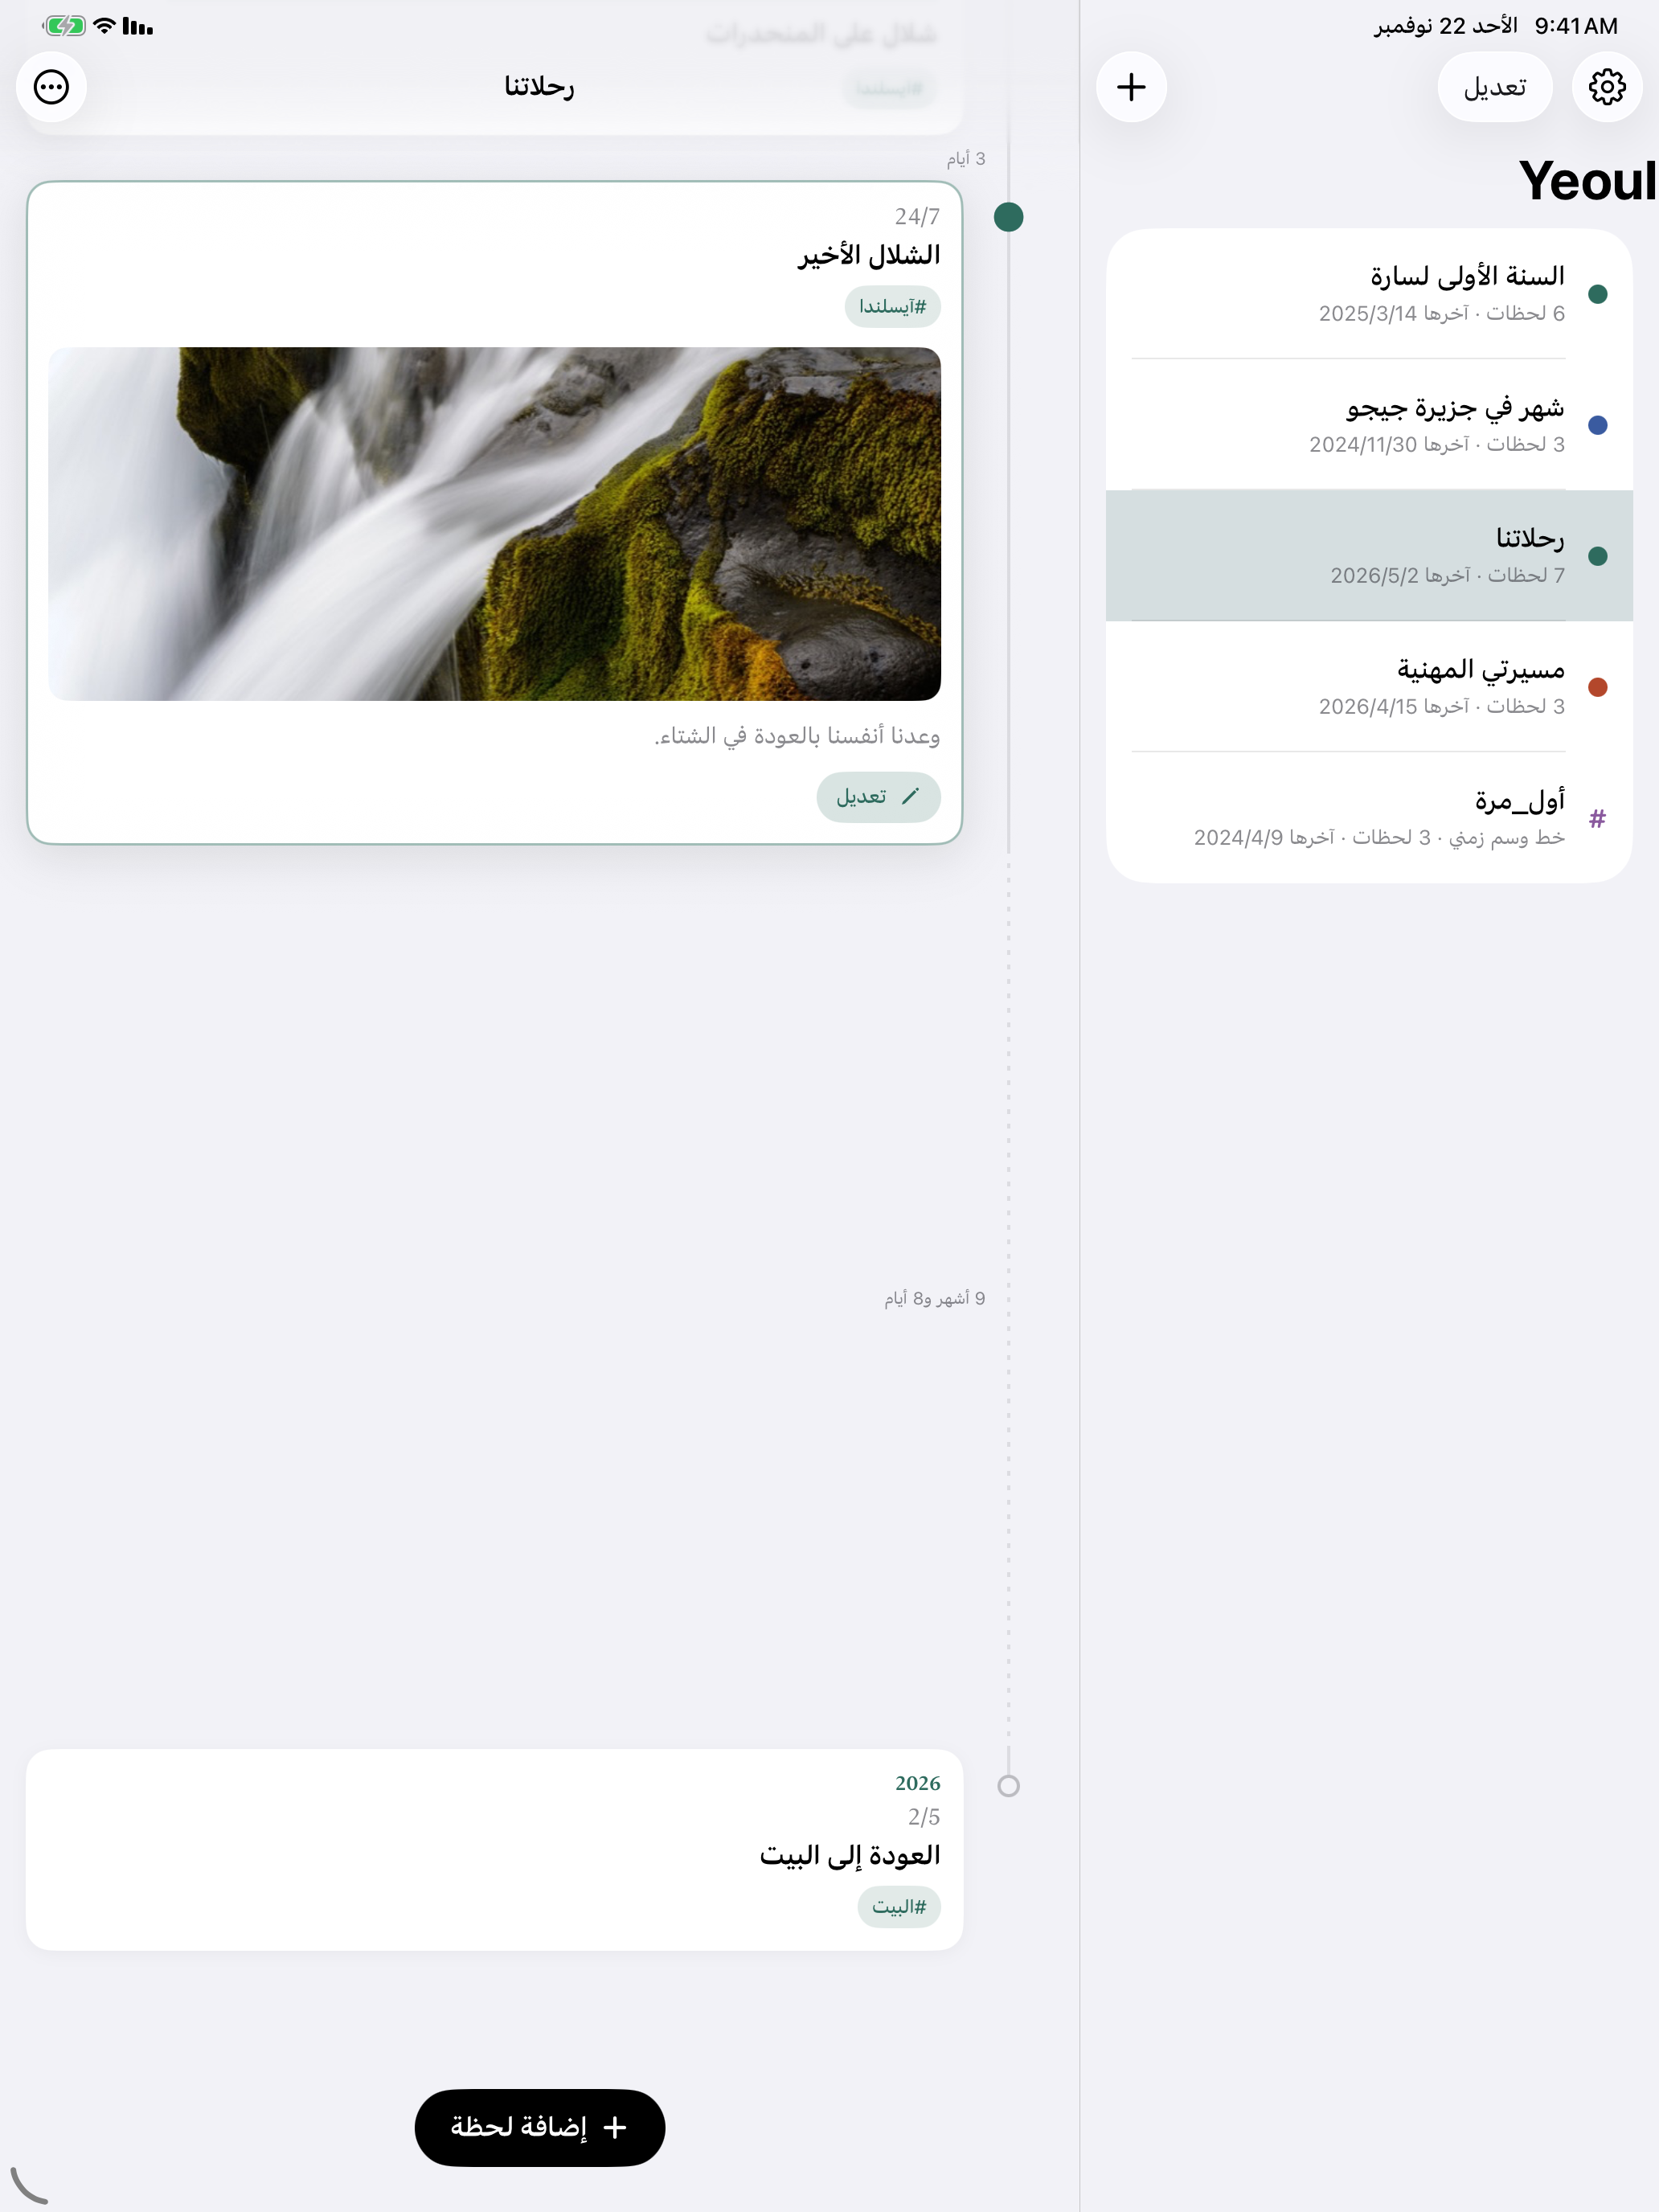 9:41 AM الأحد 22 نوفمبر
تعديل
Yeoul
السنة الأولى لسارة
6 لحظات · آخرها 2025/3/14
شهر في جزيرة جيجو
3 لحظات · آخرها 2024/11/30
رحلاتنا
7 لحظات · آخرها 2026/5/2
مسيرتي المهنية
3 لحظات · آخرها 2026/4/15
# أول_مرة
خط وسم زمني · 3 لحظات · آخرها 2024/4/9
شلال على المنحدرات
رحلاتنا
#آيسلندا
3 أيام
24/7
الشلال الأخير
#آيسلندا
وعدنا أنفسنا بالعودة في الشتاء.
تعديل
9 أشهر و8 أيام
2026
2/5
العودة إلى البيت
#البيت
+ إضافة لحظة